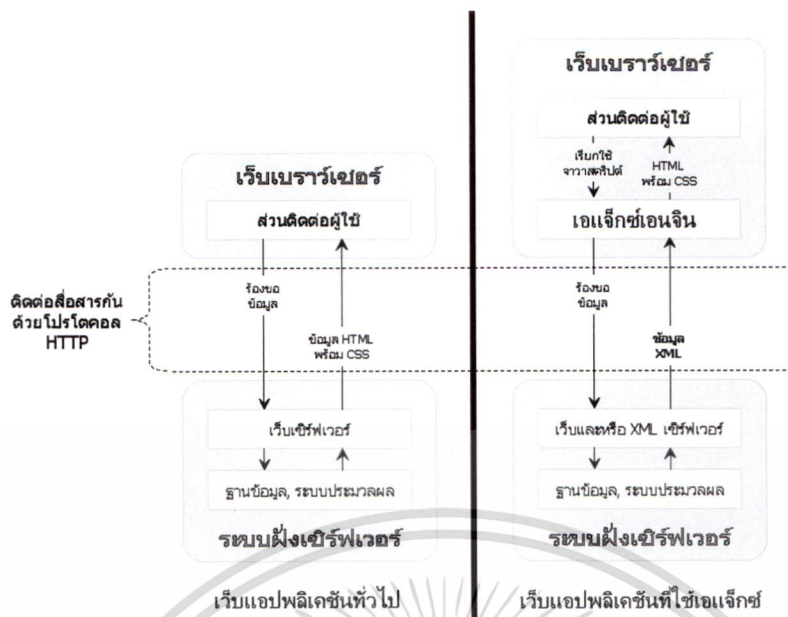 เว็บเบราว์เซอร์
ส่วนติดต่อผู้ใช้
ร้องขอ
ข้อมูล
ข้อมูล HTML
พร้อม CSS
ติดต่อสื่อสารกัน
ด้วยโปรโตคอล
HTTP
เว็บเซิร์ฟเวอร์
ฐานข้อมูล, ระบบประมวลผล
ระบบฝั่งเซิร์ฟเวอร์
เว็บแอปพลิเคชันทั่วไป
เว็บเบราว์เซอร์
ส่วนติดต่อผู้ใช้
เรียกใช้
จาวาสคริปต์
HTML
พร้อม CSS
เอแจ็กซ์เอนจิน
ร้องขอ
ข้อมูล
ข้อมูล
XML
เว็บและหรือ XML เซิร์ฟเวอร์
ฐานข้อมูล, ระบบประมวลผล
ระบบฝั่งเซิร์ฟเวอร์
เว็บแอปพลิเคชันที่ใช้เอแจ็กซ์